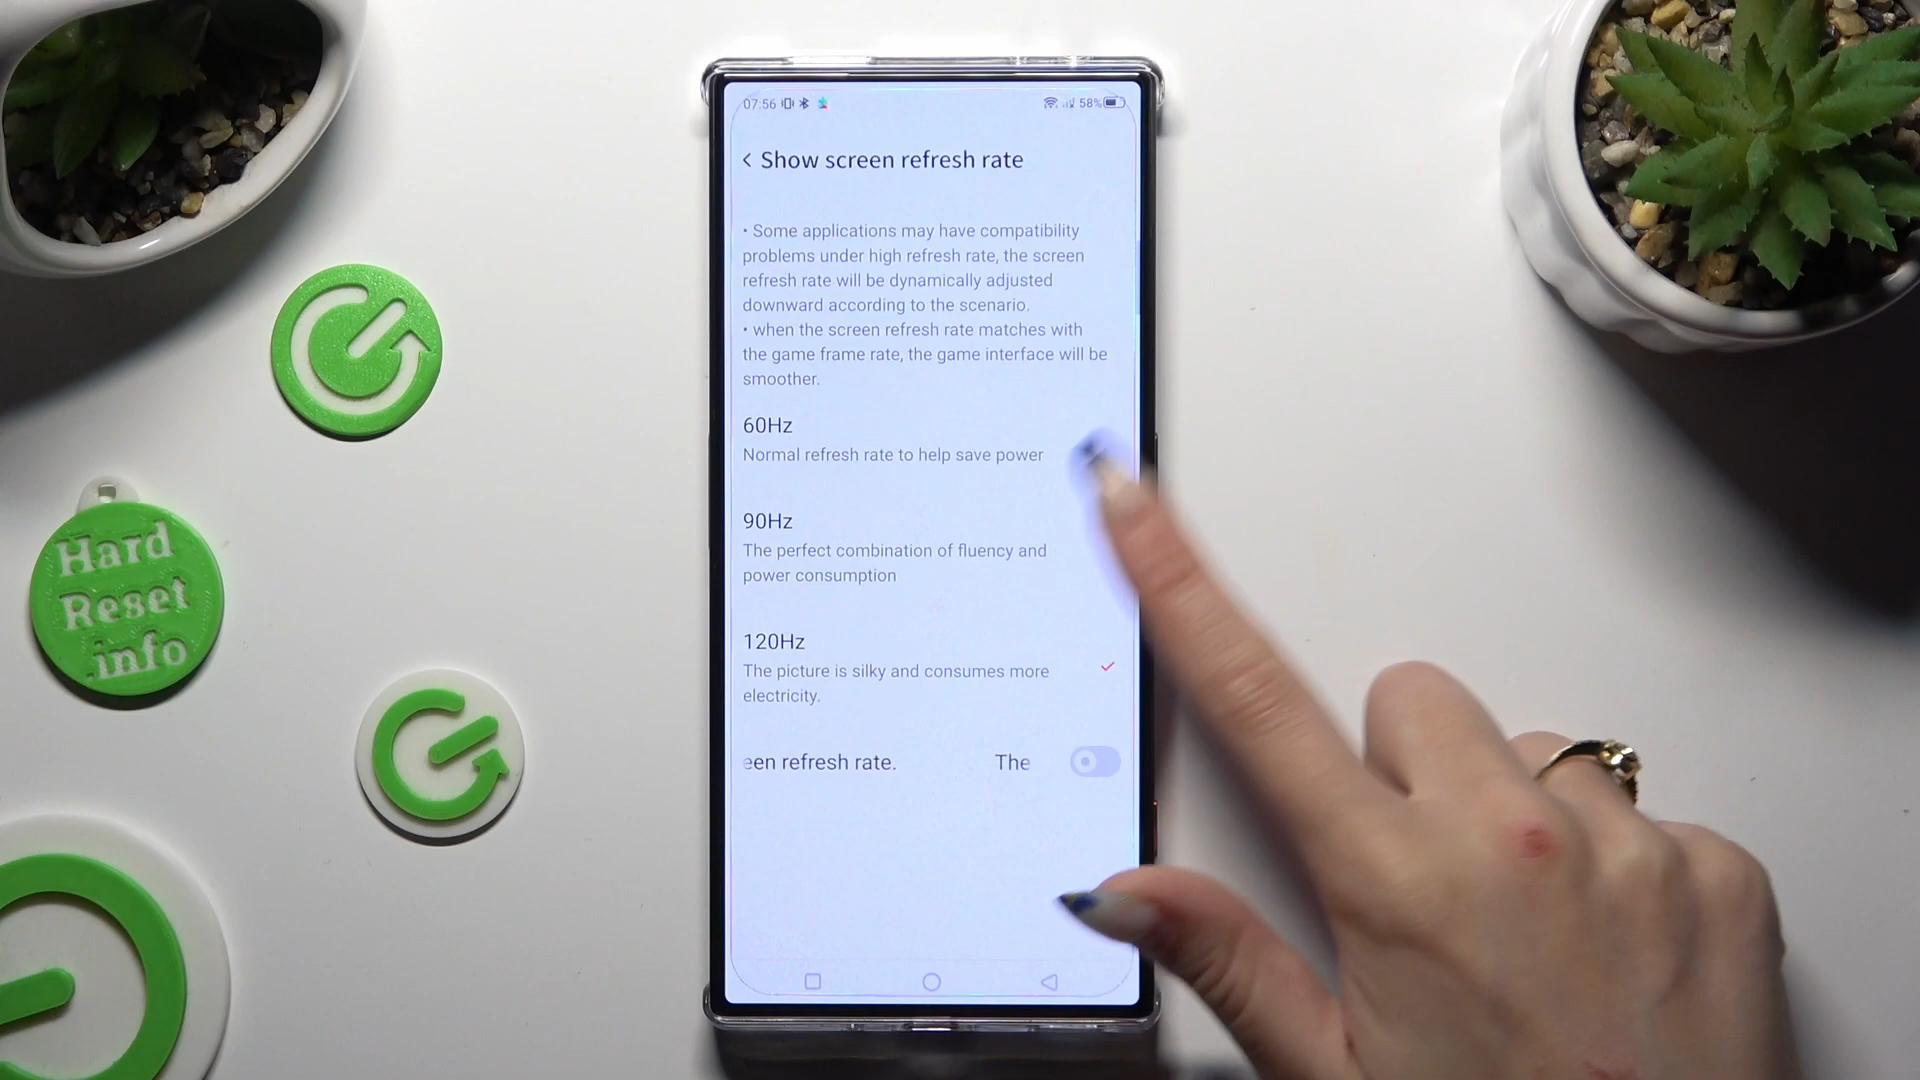 07:56 58%
Show screen refresh rate
• Some applications may have compatibility
problems under high refresh rate, the screen
refresh rate will be dynamically adjusted
downward according to the scenario.
• when the screen refresh rate matches with
the game frame rate, the game interface will be
smoother.
60Hz
Normal refresh rate to help save power
90Hz
The perfect combination of fluency and
power consumption
120Hz
The picture is silky and consumes more
electricity.
een refresh rate. The
Hard
Reset
.info